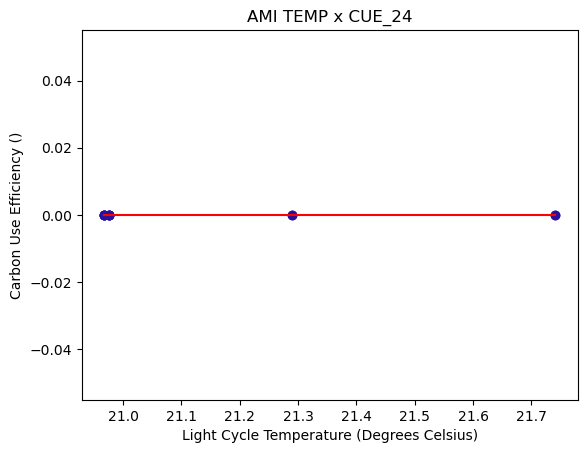 AMI TEMP x CUE_24
Carbon Use Efficiency ()
0.04
0.02
0.00
−0.02
−0.04
21.0 21.1 21.2 21.3 21.4 21.5 21.6 21.7
Light Cycle Temperature (Degrees Celsius)